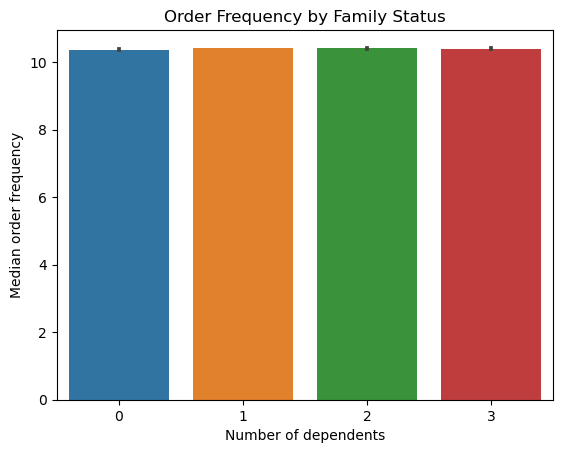 Order Frequency by Family Status
Median order frequency
10
8
6
4
2
0
0 1 2 3
Number of dependents